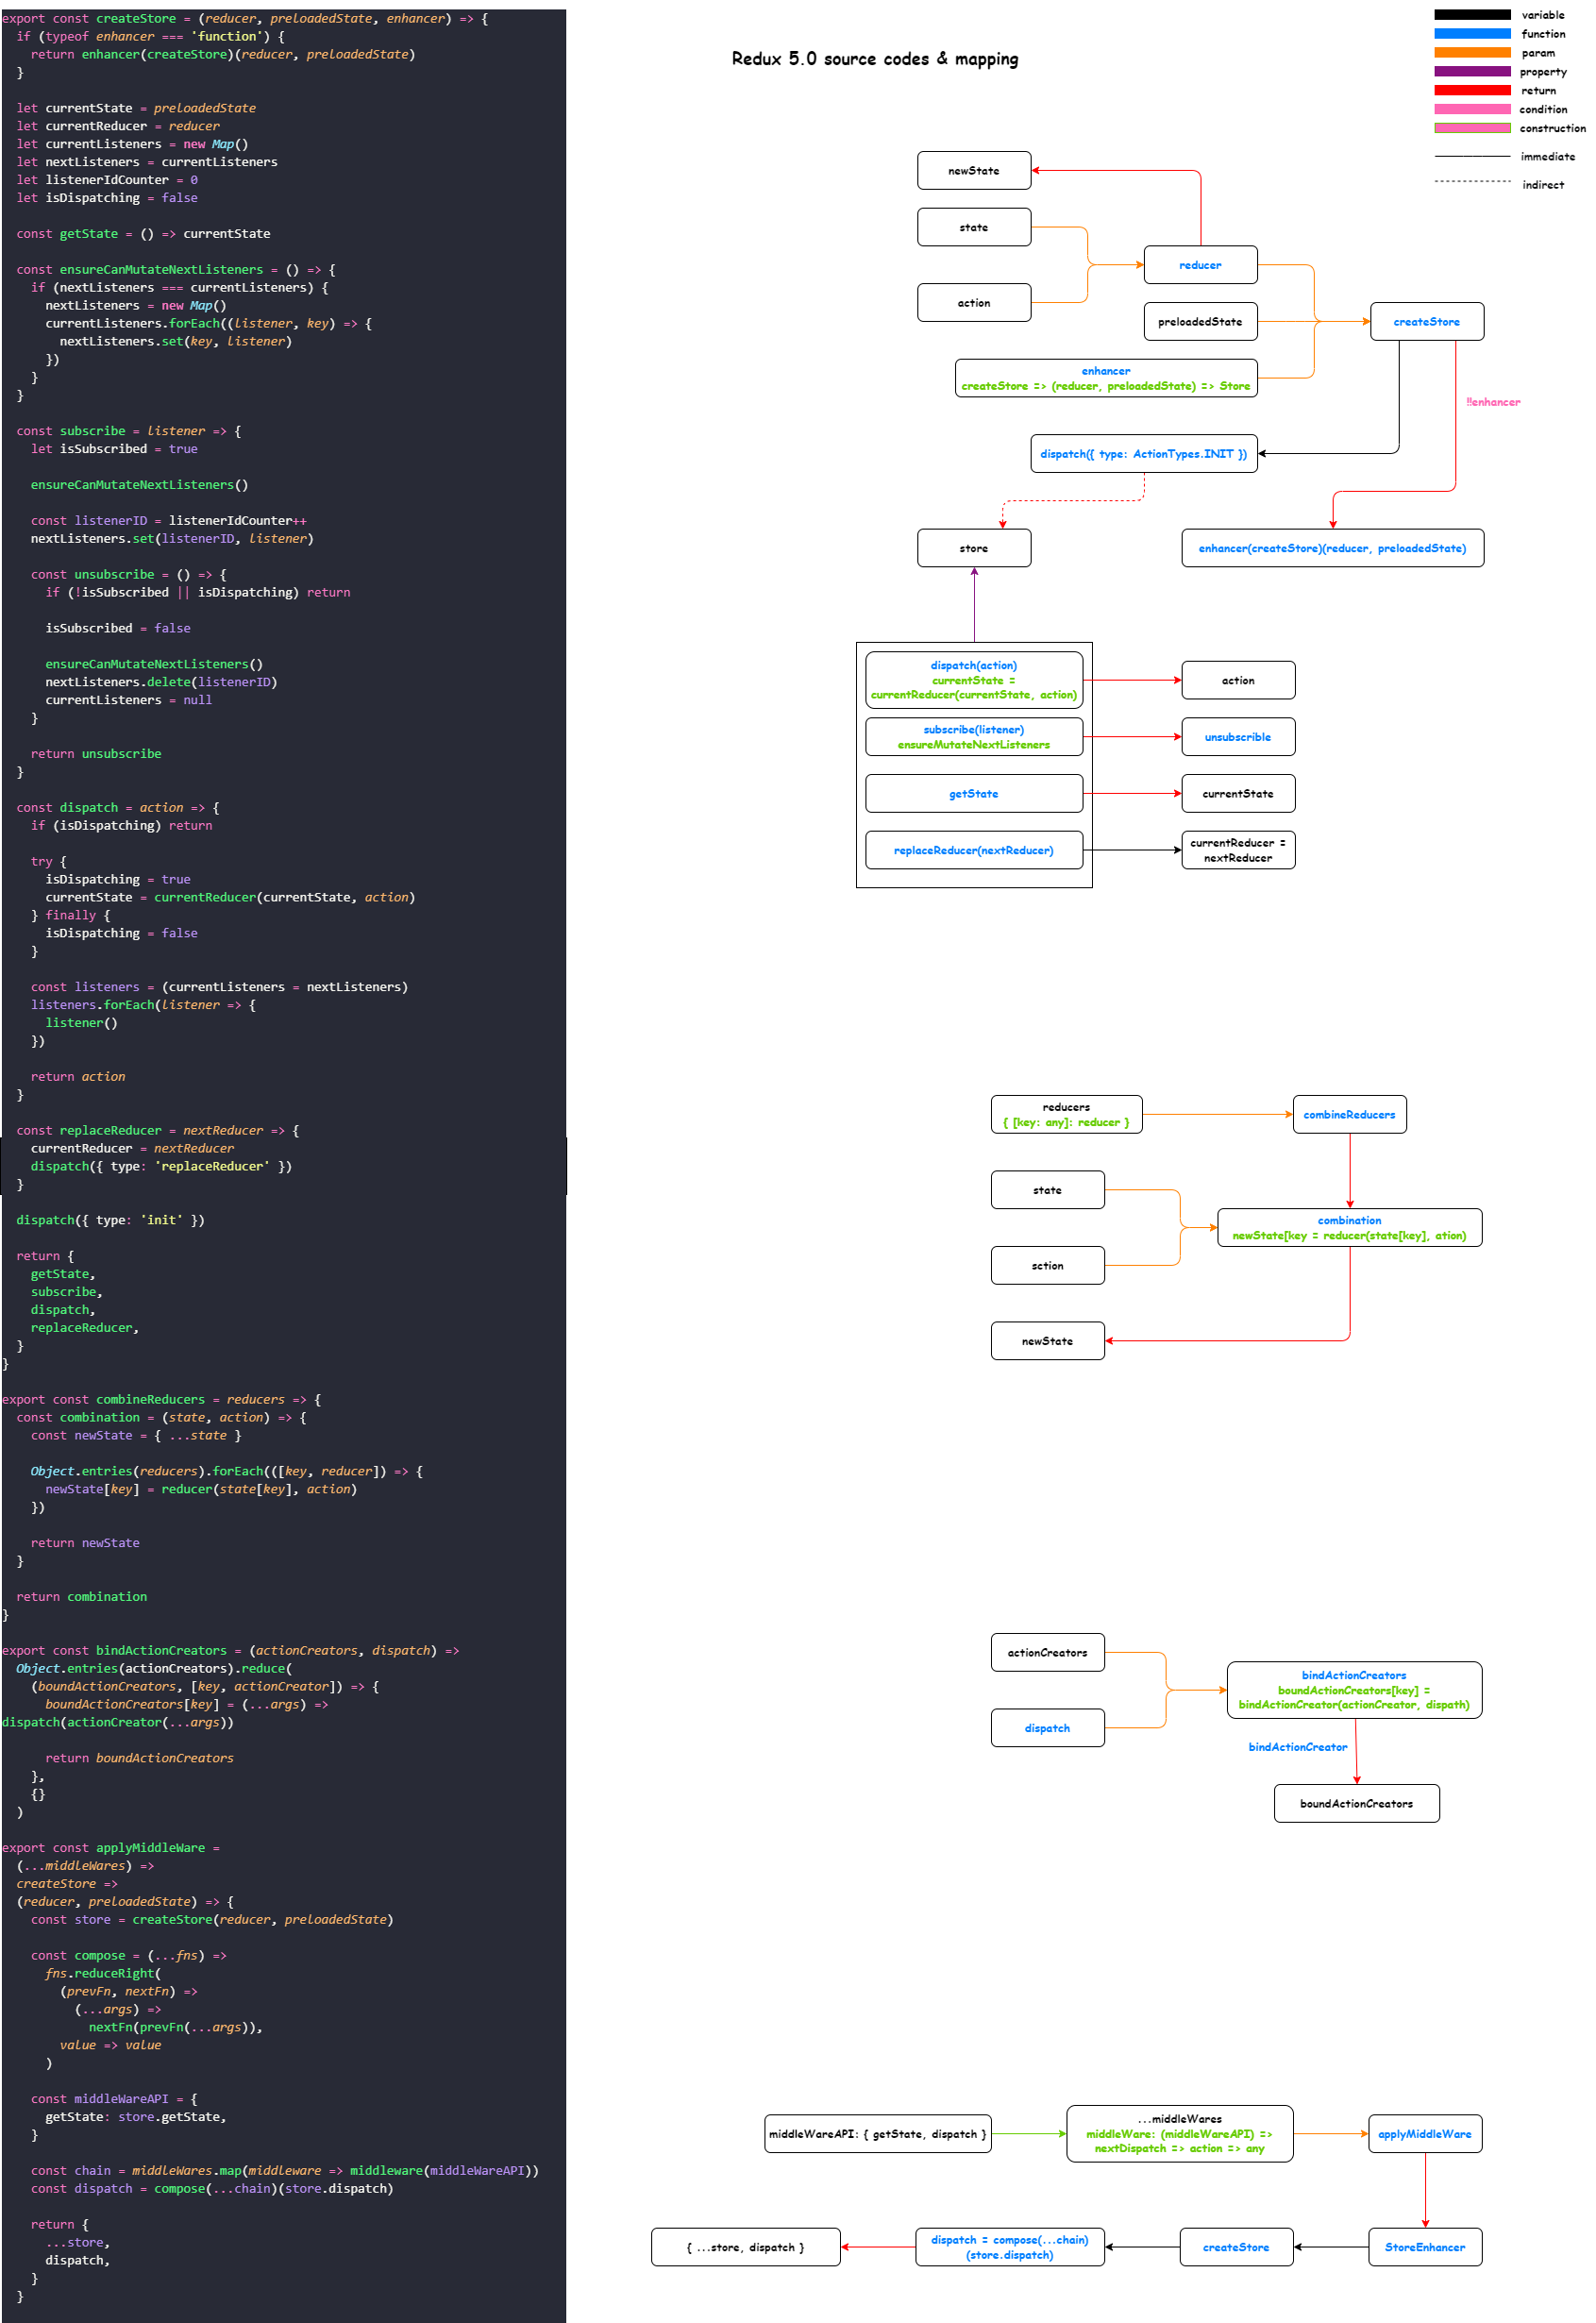 export const createStore = (reducer, preloadedState, enhancer) => {
if (typeof enhancer === 'function') {
return enhancer(createStore)(reducer, preloadedState)
}
let currentState = preloadedState
let currentReducer = reducer
let currentListeners = new Map()
let nextListeners = currentListeners
let listenerIdCounter = 0
let isDispatching = false
const getState = () => currentState
const ensureCanMutateNextListeners = () => {
if (nextListeners === currentListeners) {
nextListeners = new Map()
currentListeners.forEach((listener, key) => {
nextListeners.set(key, listener)
})
}
}
const subscribe = listener => {
let isSubscribed = true
ensureCanMutateNextListeners()
const listenerID = listenerIdCounter++
nextListeners.set(listenerID, listener)
const unsubscribe = () => {
if (!isSubscribed || isDispatching) return
isSubscribed = false
ensureCanMutateNextListeners()
nextListeners.delete(listenerID)
currentListeners = null
}
return unsubscribe
}
const dispatch = action => {
if (isDispatching) return
try {
isDispatching = true
currentState = currentReducer(currentState, action)
} finally {
isDispatching = false
}
const listeners = (currentListeners = nextListeners)
listeners.forEach(listener => {
listener()
})
return action
}
const replaceReducer = nextReducer => {
currentReducer = nextReducer
dispatch({ type: 'replaceReducer' })
}
dispatch({ type: 'init' })
return {
getState,
subscribe,
dispatch,
replaceReducer,
}
}
export const combineReducers = reducers => {
const combination = (state, action) => {
const newState = { ...state }
Object.entries(reducers).forEach(([key, reducer]) => {
newState[key] = reducer(state[key], action)
})
return newState
}
return combination
}
export const bindActionCreators = (actionCreators, dispatch) =>
Object.entries(actionCreators).reduce(
(boundActionCreators, [key, actionCreator]) => {
boundActionCreators[key] = (...args) =>
dispatch(actionCreator(...args))
return boundActionCreators
},
{}
)
export const applyMiddleWare =
(...middleWares) =>
createStore =>
(reducer, preloadedState) => {
const store = createStore(reducer, preloadedState)
const compose = (...fns) =>
fns.reduceRight(
(prevFn, nextFn) =>
(...args) =>
nextFn(prevFn(...args)),
value => value
)
const middleWareAPI = {
getState: store.getState,
}
const chain = middleWares.map(middleware => middleware(middleWareAPI))
const dispatch = compose(...chain)(store.dispatch)
return {
...store,
dispatch,
}
}
Redux 5.0 source codes & mapping
variable
function
param
property
return
condition
construction
immediate
indirect
newState
state
reducer
action
preloadedState
createStore
enhancer
createStore => (reducer, preloadedState) => Store
!!enhancer
dispatch({ type: ActionTypes.INIT })
store
enhancer(createStore)(reducer, preloadedState)
dispatch(action)
currentState =
currentReducer(currentState, action)
action
subscribe(listener)
ensureMutateNextListeners
unsubscrible
getState
currentState
replaceReducer(nextReducer)
currentReducer =
nextReducer
reducers
{ [key: any]: reducer }
combineReducers
state
combination
newState[key = reducer(state[key], ation)
sction
newState
actionCreators
bindActionCreators
boundActionCreators[key] =
bindActionCreator(actionCreator, dispath)
dispatch
bindActionCreator
boundActionCreators
middleWareAPI: { getState, dispatch }
...middleWares
middleWare: (middleWareAPI) =>
nextDispatch => action => any
applyMiddleWare
{ ...store, dispatch }
dispatch = compose(...chain)
(store.dispatch)
createStore
StoreEnhancer